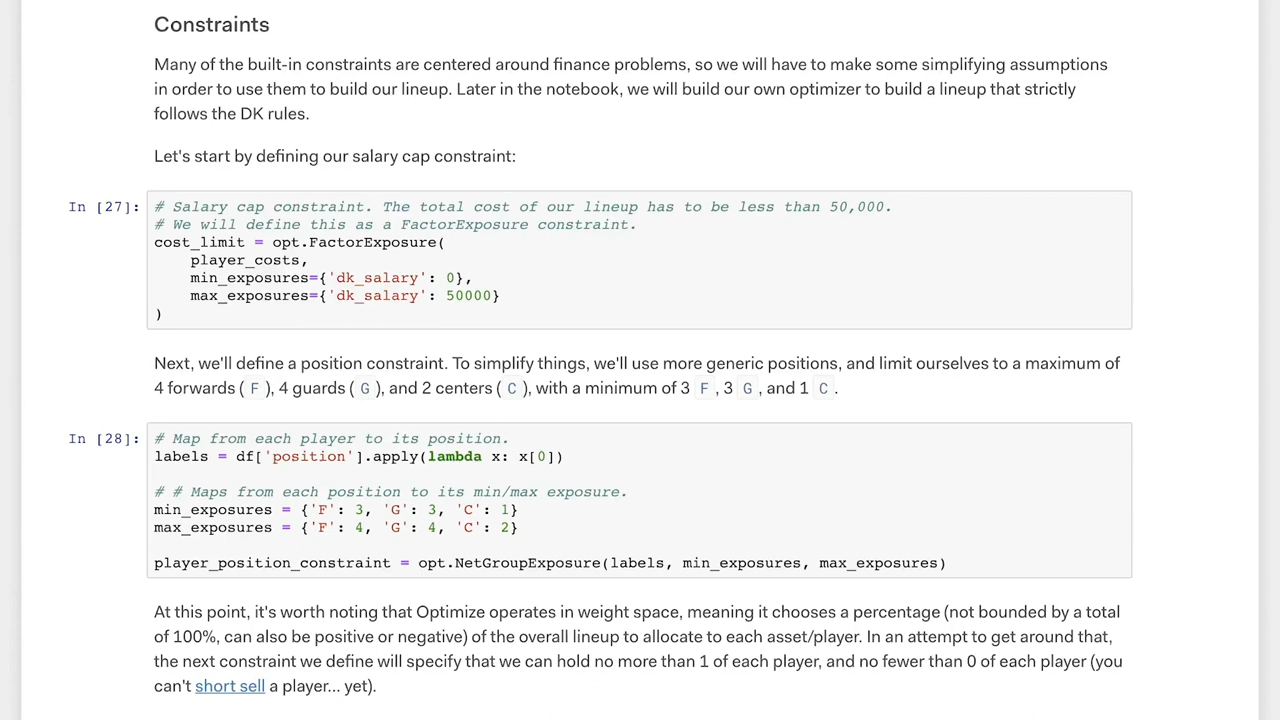 Constraints
Many of the built-in constraints are centered around finance problems, so we will have to make some simplifying assumptions
in order to use them to build our lineup. Later in the notebook, we will build our own optimizer to build a lineup that strictly
follows the DK rules.
Let's start by defining our salary cap constraint:
In [27]: # Salary cap constraint. The total cost of our lineup has to be less than 50,000.
# We will define this as a FactorExposure constraint.
cost_limit = opt.FactorExposure(
    player_costs,
    min_exposures={'dk_salary': 0},
    max_exposures={'dk_salary': 50000}
)
Next, we'll define a position constraint. To simplify things, we'll use more generic positions, and limit ourselves to a maximum of
4 forwards ( F ), 4 guards ( G ), and 2 centers ( C ), with a minimum of 3 F , 3 G , and 1 C .
In [28]: # Map from each player to its position.
labels = df['position'].apply(lambda x: x[0])
# # Maps from each position to its min/max exposure.
min_exposures = {'F': 3, 'G': 3, 'C': 1}
max_exposures = {'F': 4, 'G': 4, 'C': 2}
player_position_constraint = opt.NetGroupExposure(labels, min_exposures, max_exposures)
At this point, it's worth noting that Optimize operates in weight space, meaning it chooses a percentage (not bounded by a total
of 100%, can also be positive or negative) of the overall lineup to allocate to each asset/player. In an attempt to get around that,
the next constraint we define will specify that we can hold no more than 1 of each player, and no fewer than 0 of each player (you
can't short sell a player... yet).